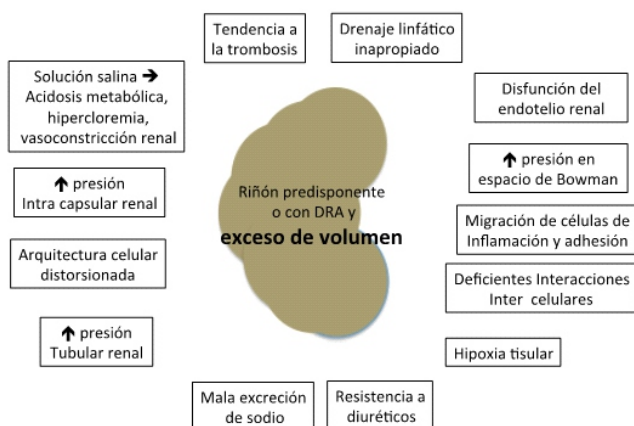 Tendencia a
la trombosis
Drenaje linfático
inapropiado
Solución salina 🡺
Acidosis metabólica,
hipercloremia,
vasoconstricción renal
Disfunción del
endotelio renal
🡹 presión en
espacio de Bowman
🡹 presión
Intra capsular renal
Riñón predisponente
o con DRA y
exceso de volumen
Migración de células de
Inflamación y adhesión
Arquitectura celular
distorsionada
Deficientes Interacciones
Inter celulares
🡹 presión
Tubular renal
Hipoxia tisular
Mala excreción
de sodio
Resistencia a
diuréticos